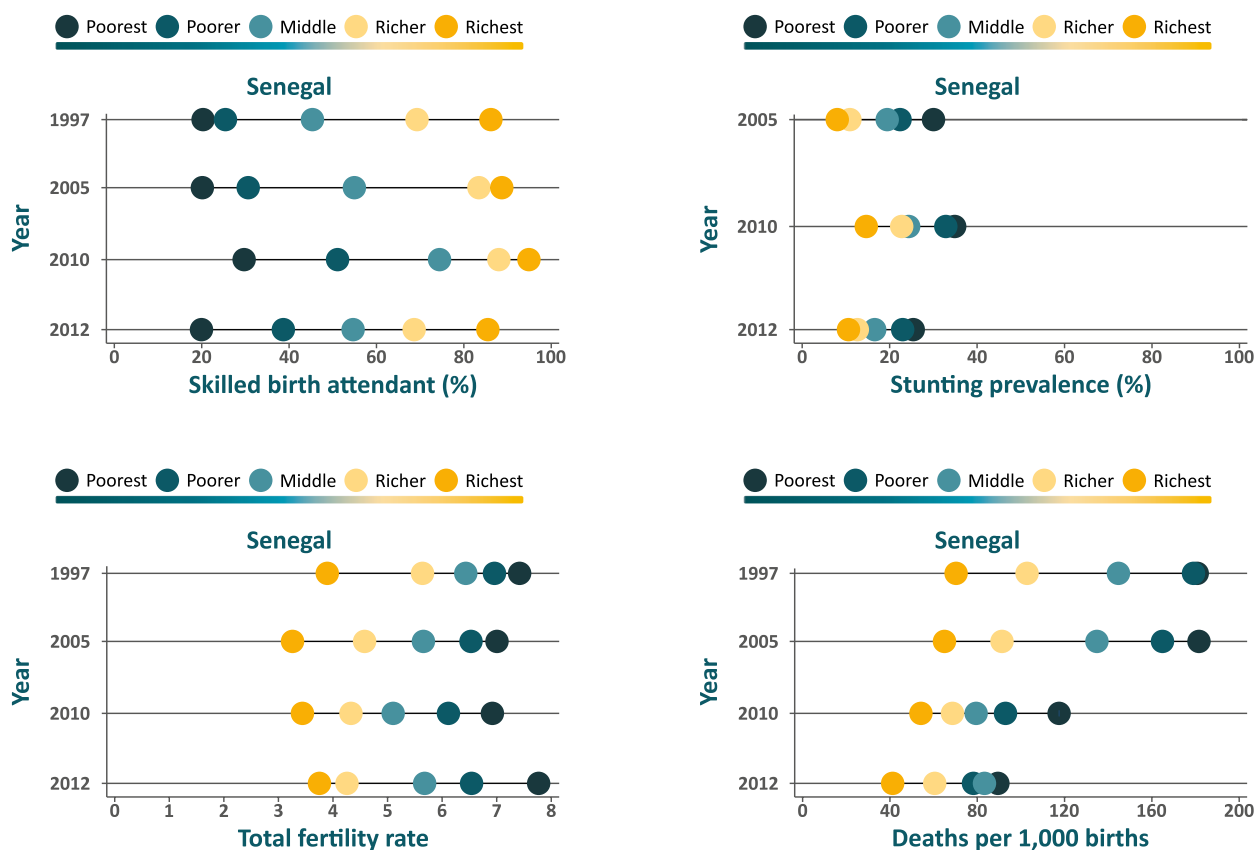 Poorest Poorer Middle Richer Richest
Senegal
1997
2005
2010
2012
Year
0 20 40 60 80 100
Skilled birth attendant (%)
Poorest Poorer Middle Richer Richest
Senegal
2005
2010
2012
Year
0 20 40 60 80 100
Stunting prevalence (%)
Poorest Poorer Middle Richer Richest
Senegal
1997
2005
2010
2012
Year
0 1 2 3 4 5 6 7 8
Total fertility rate
Poorest Poorer Middle Richer Richest
Senegal
1997
2005
2010
2012
Year
0 40 80 120 160 200
Deaths per 1,000 births